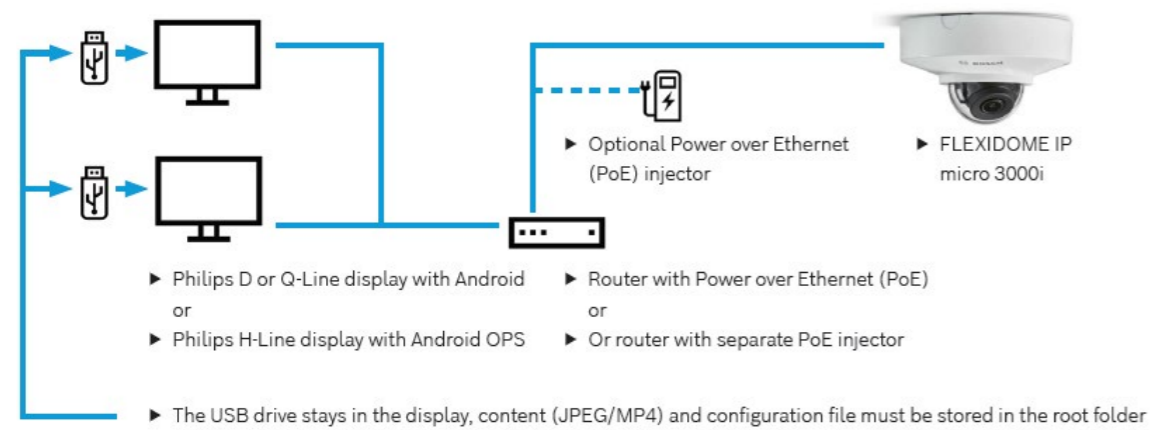 BOSCH
▶ Optional Power over Ethernet
(PoE) injector
▶ FLEXIDOME IP
micro 3000i
▶ Philips D or Q-Line display with Android
or
▶ Philips H-Line display with Android OPS
▶ Router with Power over Ethernet (PoE)
or
▶ Or router with separate PoE injector
▶ The USB drive stays in the display, content (JPEG/MP4) and configuration file must be stored in the root folder